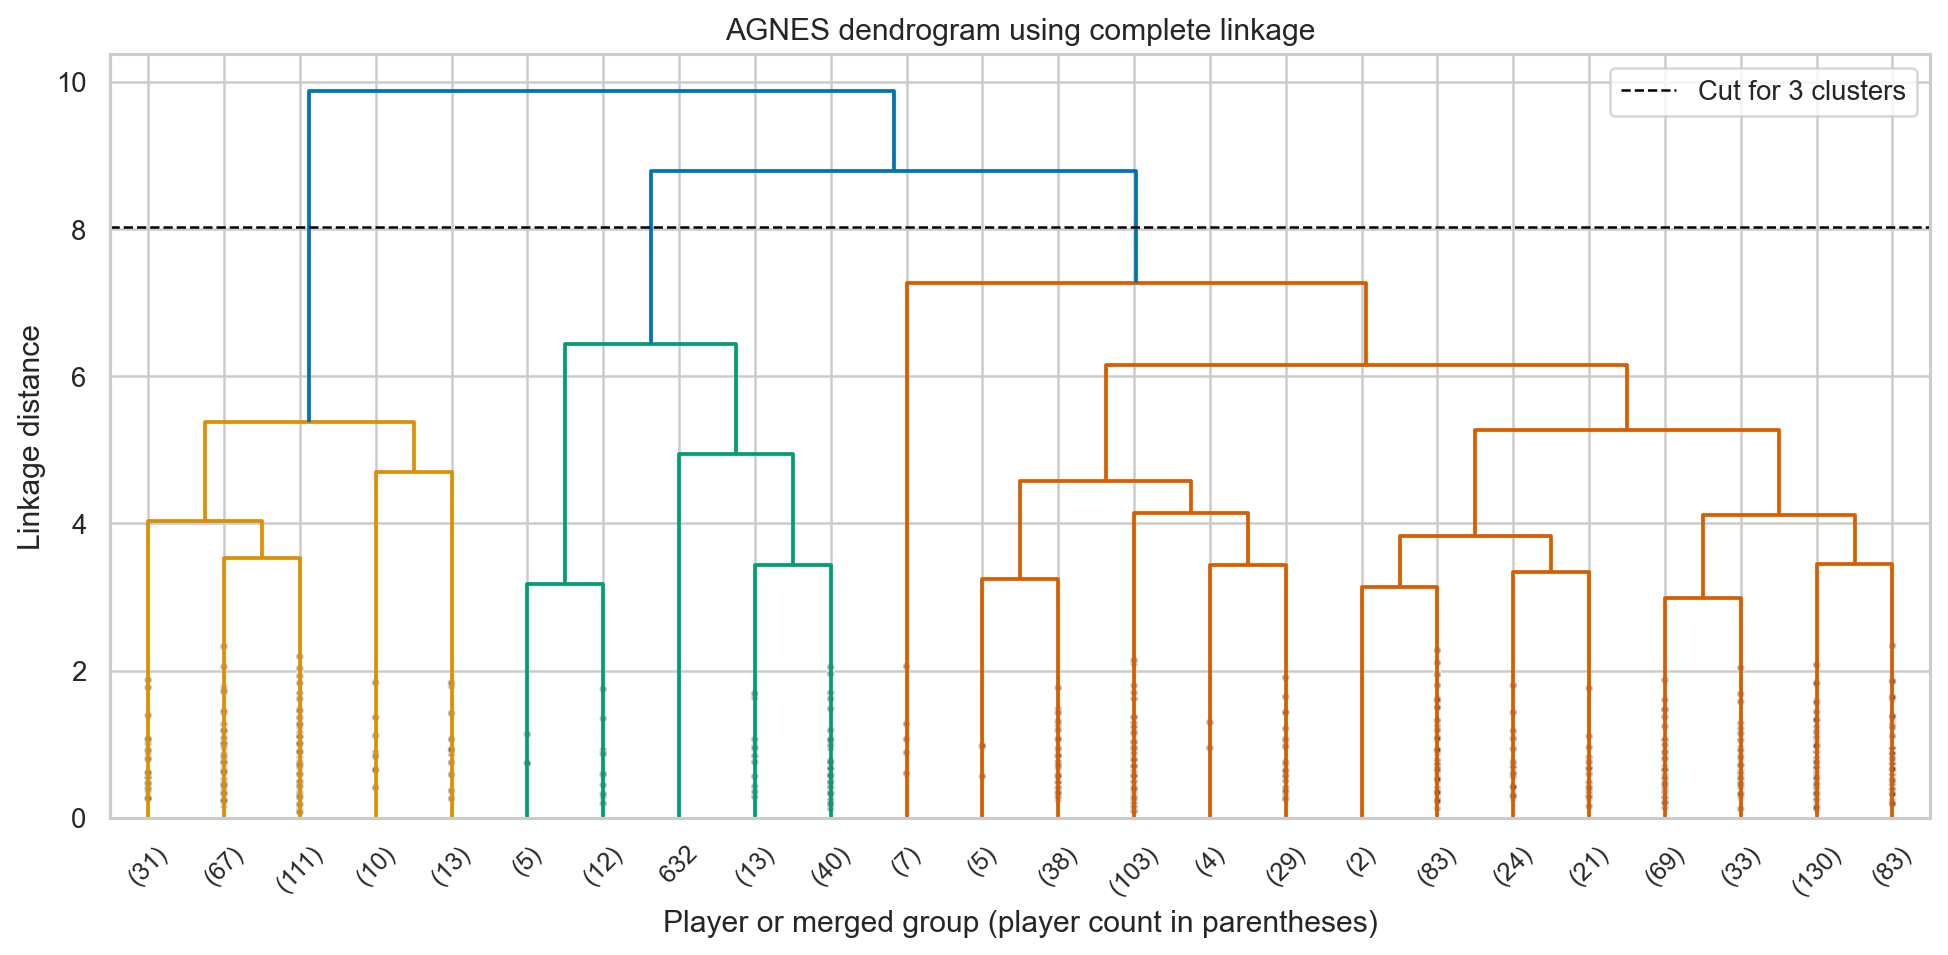 AGNES dendrogram using complete linkage
Cut for 3 clusters
Linkage distance
10
8
6
4
2
0
(31) (67) (111) (10) (13) (5) (12) 632 (13) (40) (7) (5) (38) (103) (4) (29) (2) (83) (24) (21) (69) (33) (130) (83)
Player or merged group (player count in parentheses)